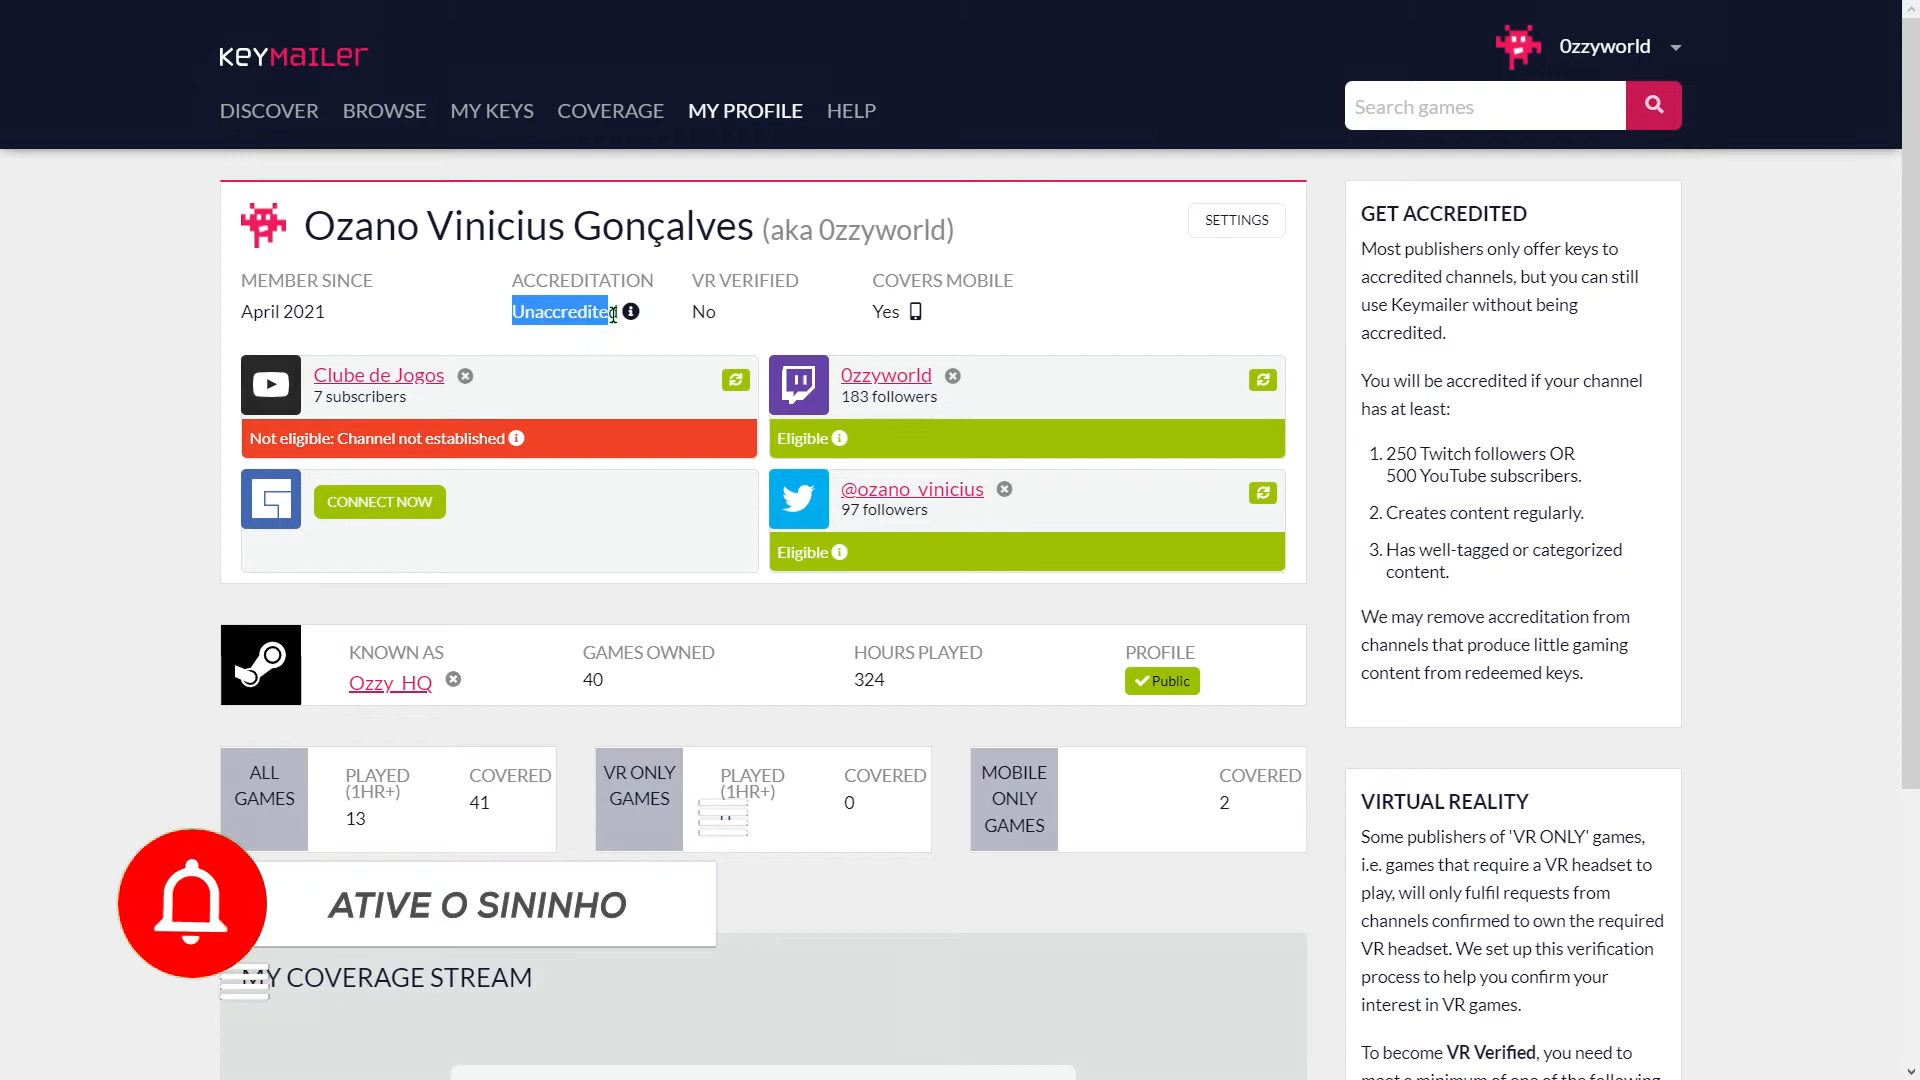 KEYMAILER
0zzyworld
DISCOVER BROWSE MY KEYS COVERAGE MY PROFILE HELP
Search games
Ozano Vinicius Gonçalves (aka 0zzyworld)
SETTINGS
MEMBER SINCE ACCREDITATION VR VERIFIED COVERS MOBILE
April 2021 Unaccredited No Yes
Clube de Jogos
7 subscribers
Not eligible: Channel not established
0zzyworld
183 followers
Eligible
CONNECT NOW
@ozano_vinicius
97 followers
Eligible
KNOWN AS GAMES OWNED HOURS PLAYED PROFILE
Ozzy_HQ 40 324 Public
ALL
GAMES
PLAYED
(1HR+)
13
COVERED
41
VR ONLY
GAMES
PLAYED
(1HR+)
COVERED
0
MOBILE
ONLY
GAMES
COVERED
2
ATIVE O SININHO
MY COVERAGE STREAM
GET ACCREDITED
Most publishers only offer keys to
accredited channels, but you can still
use Keymailer without being
accredited.
You will be accredited if your channel
has at least:
1. 250 Twitch followers OR
500 YouTube subscribers.
2. Creates content regularly.
3. Has well-tagged or categorized
content.
We may remove accreditation from
channels that produce little gaming
content from redeemed keys.
VIRTUAL REALITY
Some publishers of 'VR ONLY' games,
i.e. games that require a VR headset to
play, will only fulfil requests from
channels confirmed to own the required
VR headset. We set up this verification
process to help you confirm your
interest in VR games.
To become VR Verified, you need to
meet a minimum of one of the following